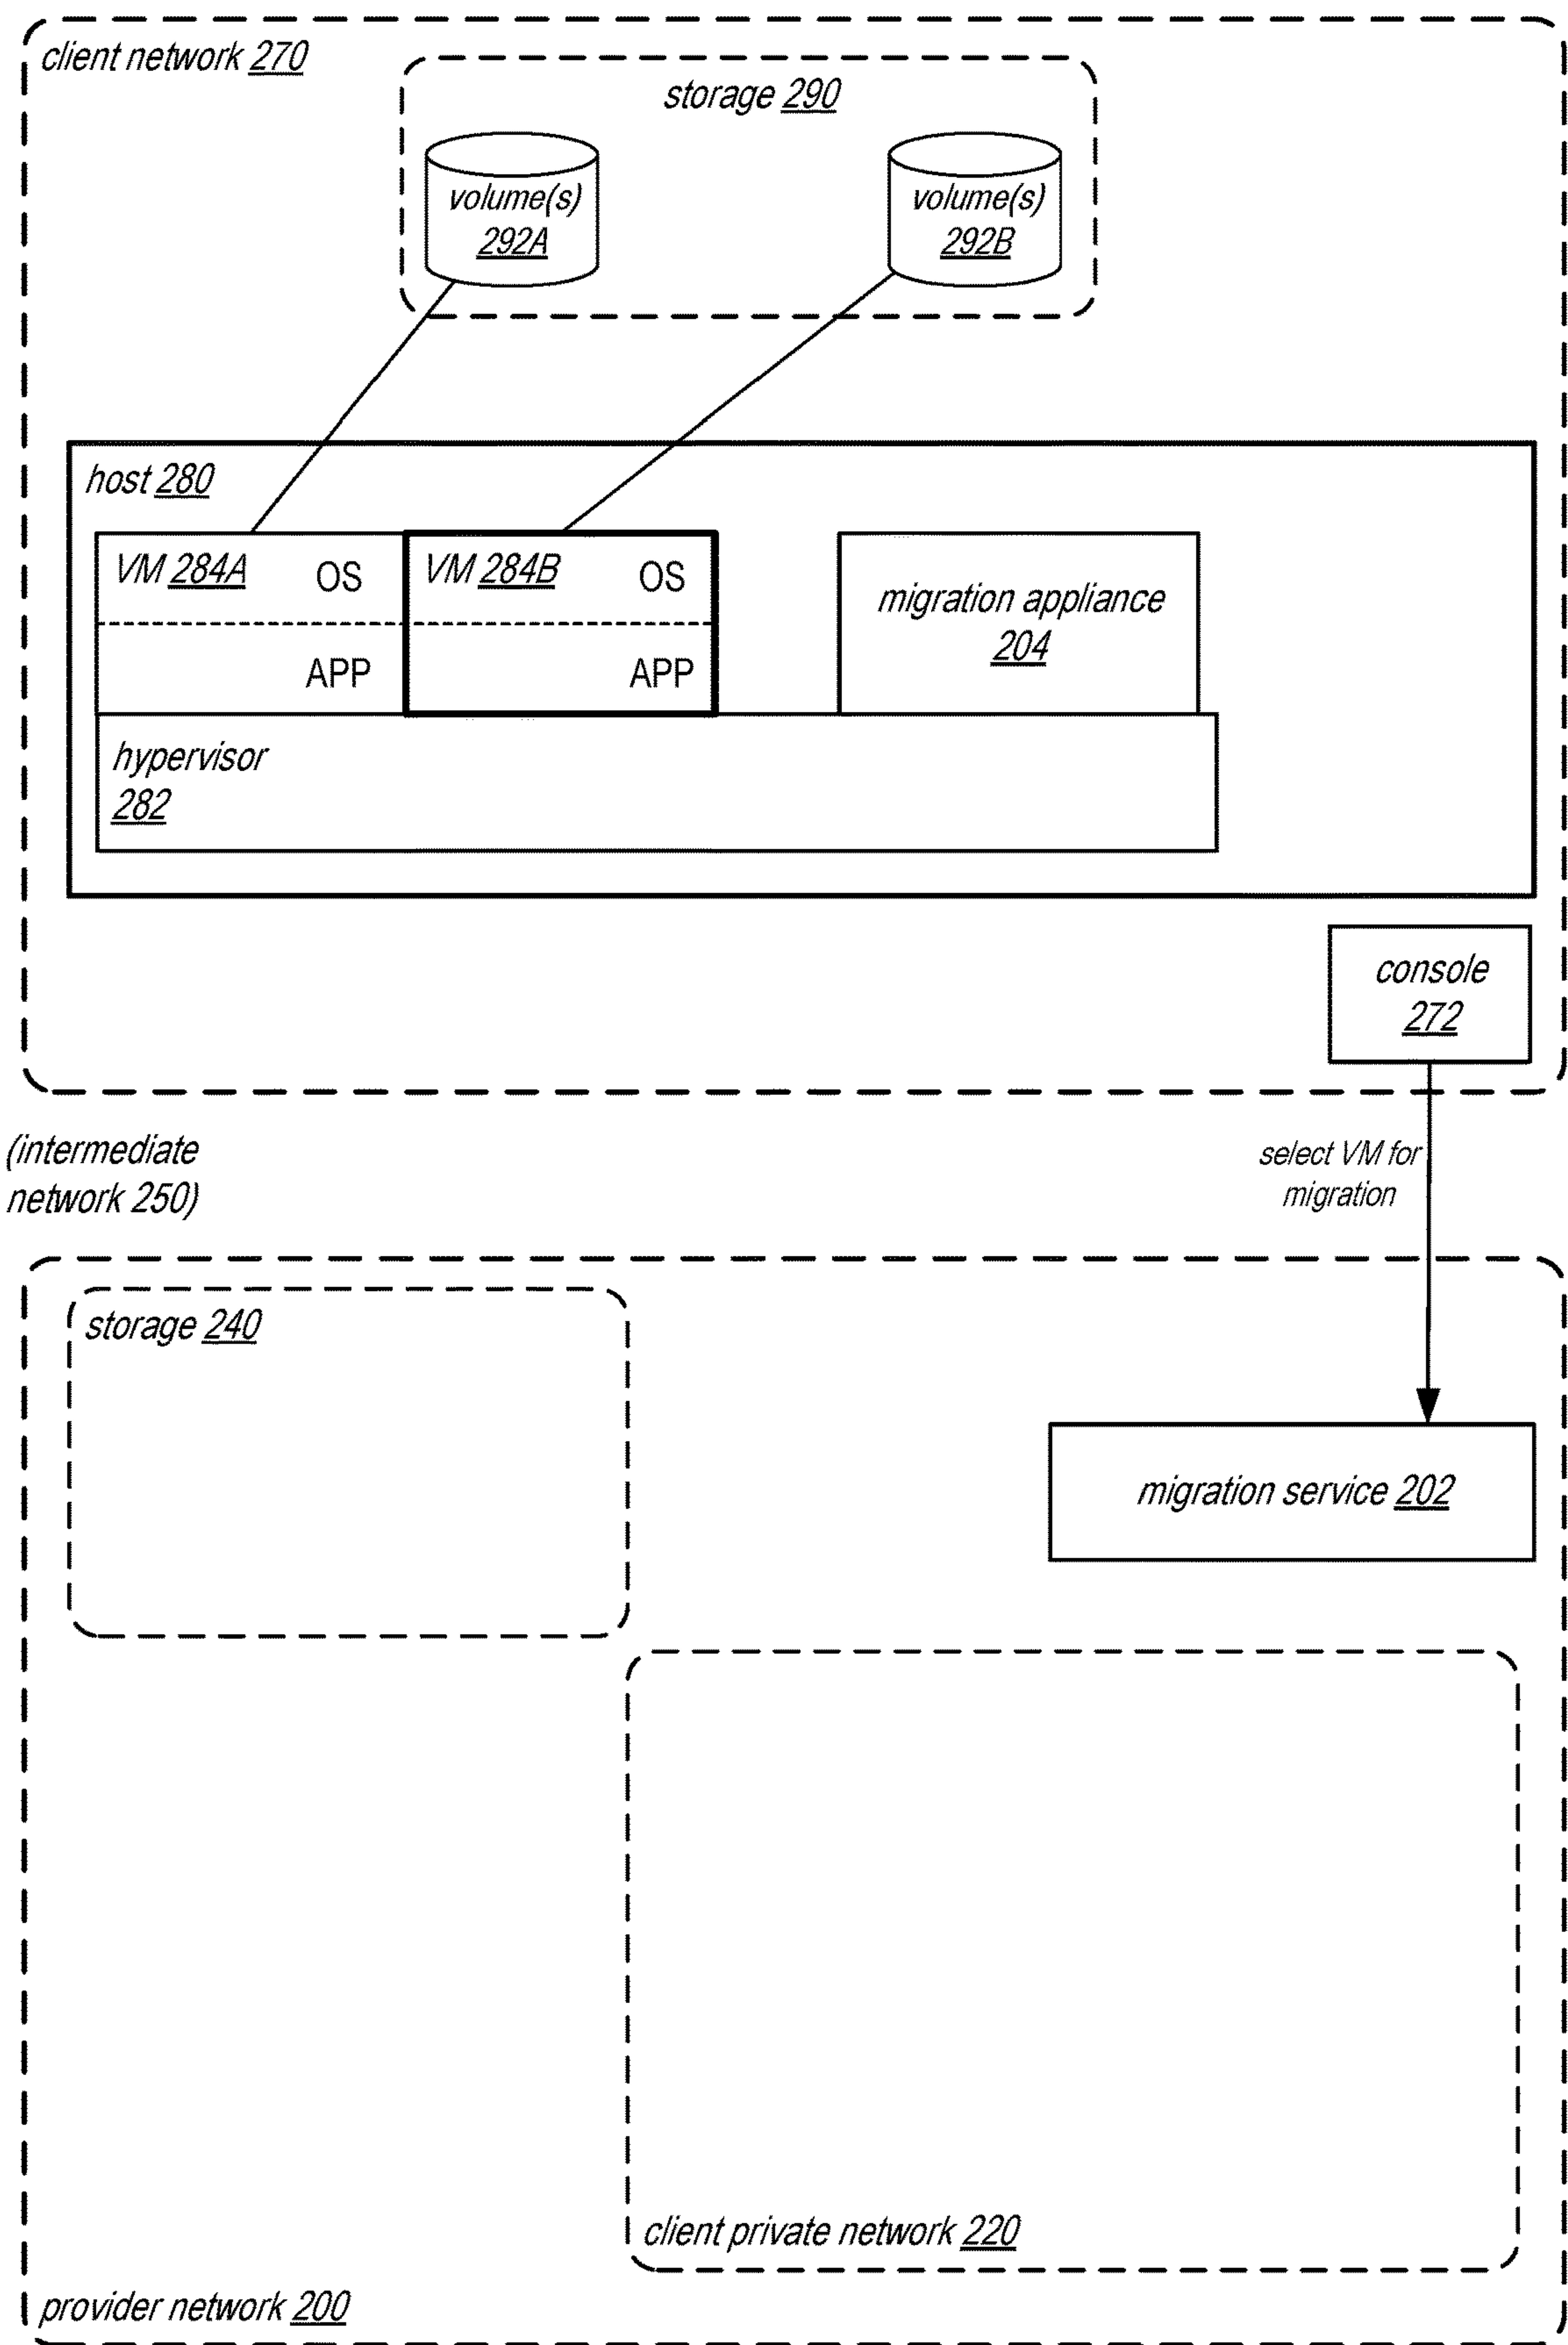 client network 270
storage 290
volume(s)
292A
volume(s)
292B
host 280
VM 284A
OS
APP
VM 284B
OS
APP
migration appliance
204
hypervisor
282
console
272
(intermediate
network 250)
select VM for
migration
storage 240
migration service 202
client private network 220
provider network 200